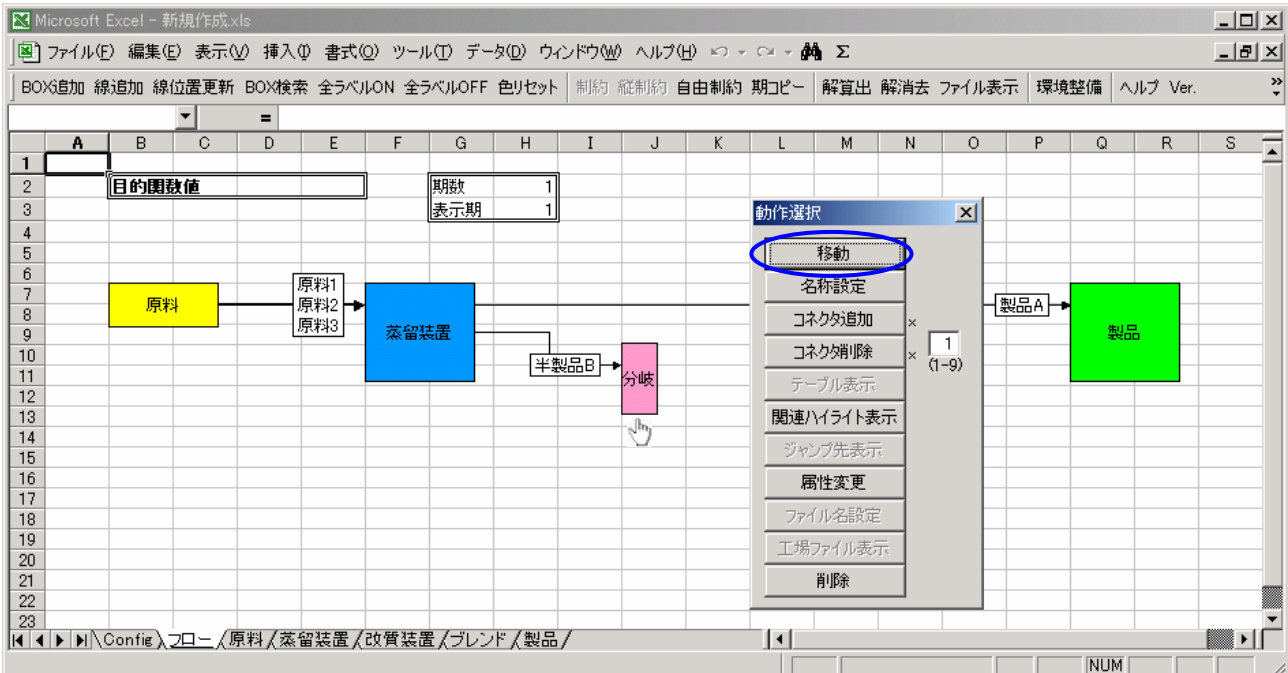 Microsoft Excel - 新規作成.xls
ファイル(F) 編集(E) 表示(V) 挿入(I) 書式(O) ツール(T) データ(D) ウィンドウ(W) ヘルプ(H) Σ
BOX追加 線追加 線位置更新 BOX検索 全ラベルON 全ラベルOFF 色リセット 制約 縦制約 自由制約 期コピー 解算出 解消去 ファイル表示 環境整備 ヘルプ Ver. »
=
A B C D E F G H I J K L M N O P Q R S
1
2 目的関数値 期数 1
3 表示期 1
4
5
6
7
8
9
10
11
12
13
14
15
16
17
18
19
20
21
22
23
原料
原料1
原料2
原料3
蒸留装置
半製品B
分岐
製品A
製品
動作選択
移動
名称設定
コネクタ追加 ×
コネクタ削除 × 1
(1-9)
テーブル表示
関連ハイライト表示
ジャンプ先表示
属性変更
ファイル名設定
工場ファイル表示
削除
Config フロー 原料 蒸留装置 改質装置 ブレンド 製品
NUM